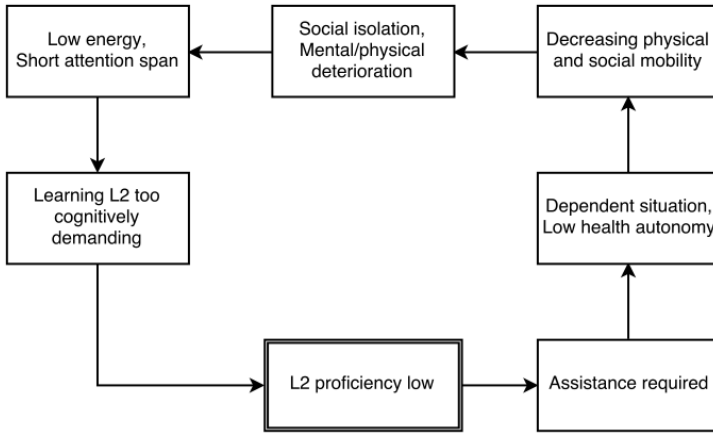 Low energy,
Short attention span
Social isolation,
Mental/physical
deterioration
Decreasing physical
and social mobility
Learning L2 too
cognitively
demanding
Dependent situation,
Low health autonomy
L2 proficiency low
Assistance required